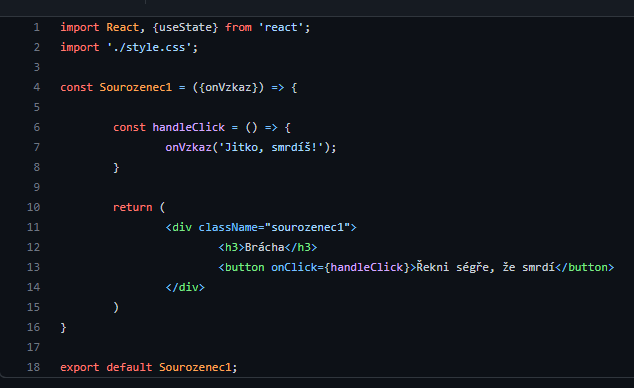 1 import React, {useState} from 'react';
2 import './style.css';
3
4 const Sourozenec1 = ({onVzkaz}) => {
5
6 const handleClick = () => {
7 onVzkaz('Jitko, smrdíš!');
8 }
9
10 return (
11 <div className="sourozenec1">
12 <h3>Brácha</h3>
13 <button onClick={handleClick}>Řekni ségře, že smrdí</button>
14 </div>
15 )
16 }
17
18 export default Sourozenec1;